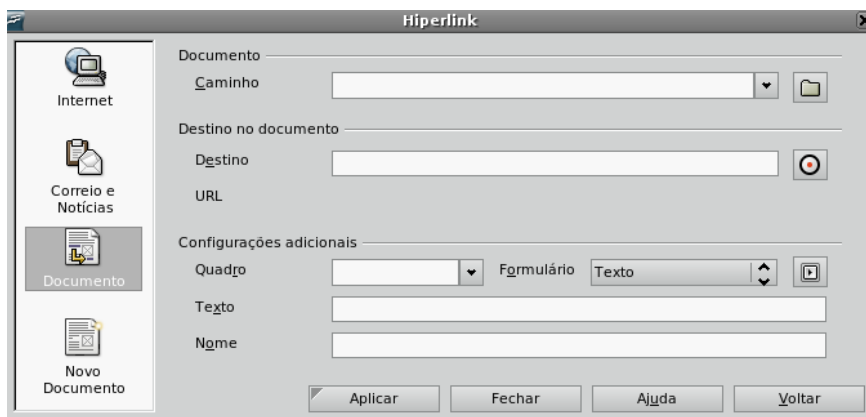 Hiperlink
Internet
Correio e
Notícias
Documento
Novo
Documento
Documento
Caminho
Destino no documento
Destino
URL
Configurações adicionais
Quadro
Formulário
Texto
Texto
Nome
Aplicar
Fechar
Ajuda
Voltar